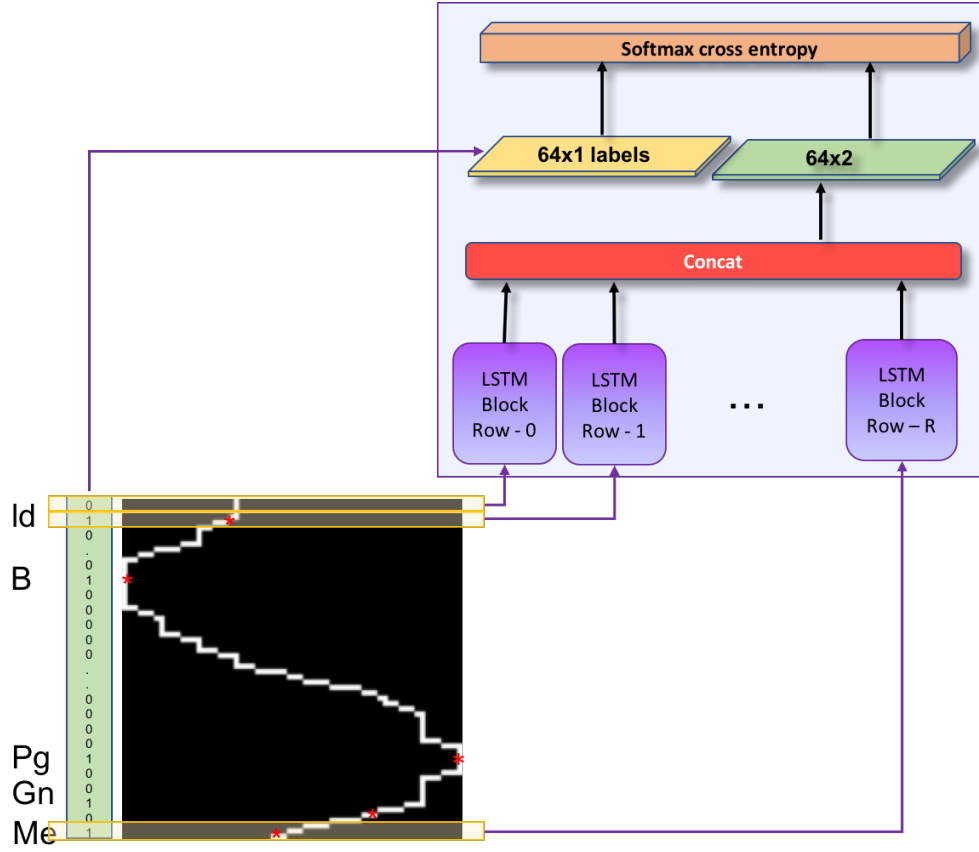 Softmax cross entropy
64x1 labels
64x2
Concat
LSTM
Block
Row - 0
LSTM
Block
Row - 1
...
LSTM
Block
Row – R
Id
B
Pg
Gn
Me
0
1
0
.
0
1
0
0
0
0
0
.
.
0
0
0
0
1
0
0
1
0
1